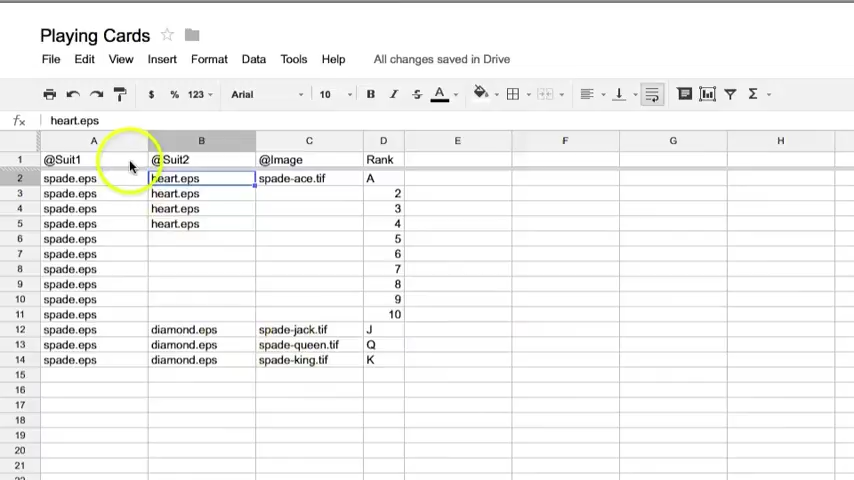 Playing Cards
File Edit View Insert Format Data Tools Help All changes saved in Drive
$ % 123 Arial 10 B I S A Σ
fx heart.eps
A B C D E F G H
1 @Suit1 @Suit2 @Image Rank
2 spade.eps heart.eps spade-ace.tif A
3 spade.eps heart.eps 2
4 spade.eps heart.eps 3
5 spade.eps heart.eps 4
6 spade.eps 5
7 spade.eps 6
8 spade.eps 7
9 spade.eps 8
10 spade.eps 9
11 spade.eps 10
12 spade.eps diamond.eps spade-jack.tif J
13 spade.eps diamond.eps spade-queen.tif Q
14 spade.eps diamond.eps spade-king.tif K
15
16
17
18
19
20
21